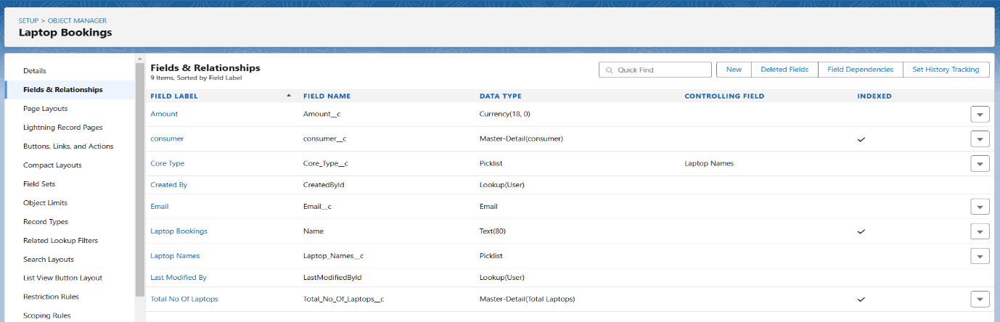 SETUP > OBJECT MANAGER
Laptop Bookings
Details
Fields & Relationships
Page Layouts
Lightning Record Pages
Buttons, Links, and Actions
Compact Layouts
Field Sets
Object Limits
Record Types
Related Lookup Filters
Search Layouts
List View Button Layout
Restriction Rules
Scoping Rules
Fields & Relationships
9 Items, Sorted by Field Label
Quick Find
New Deleted Fields Field Dependencies Set History Tracking
FIELD LABEL FIELD NAME DATA TYPE CONTROLLING FIELD INDEXED
Amount Amount__c Currency(18, 0)
consumer consumer__c Master-Detail(consumer)
Core Type Core_Type__c Picklist Laptop Names
Created By CreatedById Lookup(User)
Email Email__c Email
Laptop Bookings Name Text(80)
Laptop Names Laptop_Names__c Picklist
Last Modified By LastModifiedById Lookup(User)
Total No Of Laptops Total_No_Of_Laptops__c Master-Detail(Total Laptops)